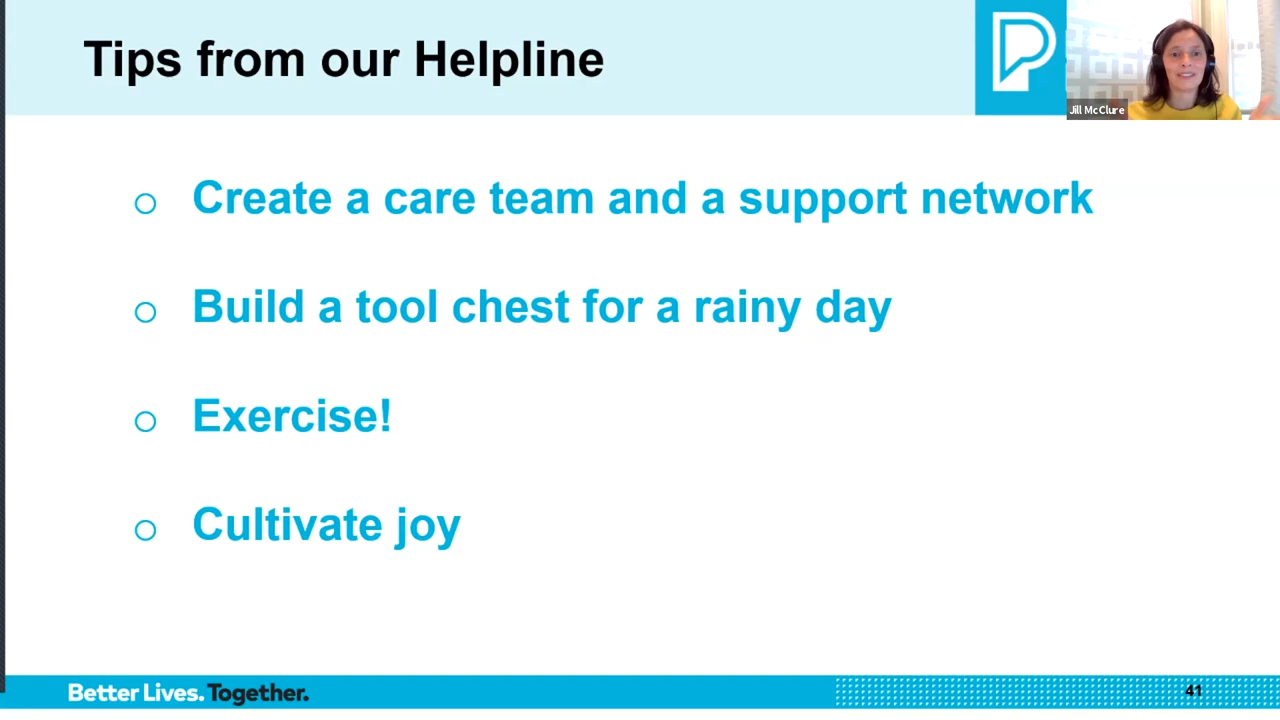 Tips from our Helpline
Jill McClure
Create a care team and a support network
Build a tool chest for a rainy day
Exercise!
Cultivate joy
Better Lives. Together.
41